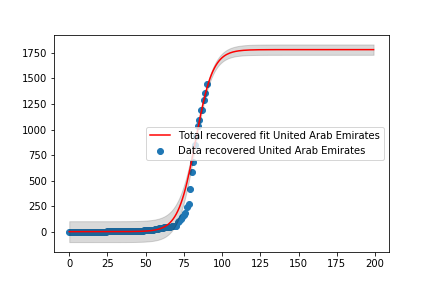 1750
1500
1250
1000
750
500
250
0
Total recovered fit United Arab Emirates
Data recovered United Arab Emirates
0 25 50 75 100 125 150 175 200